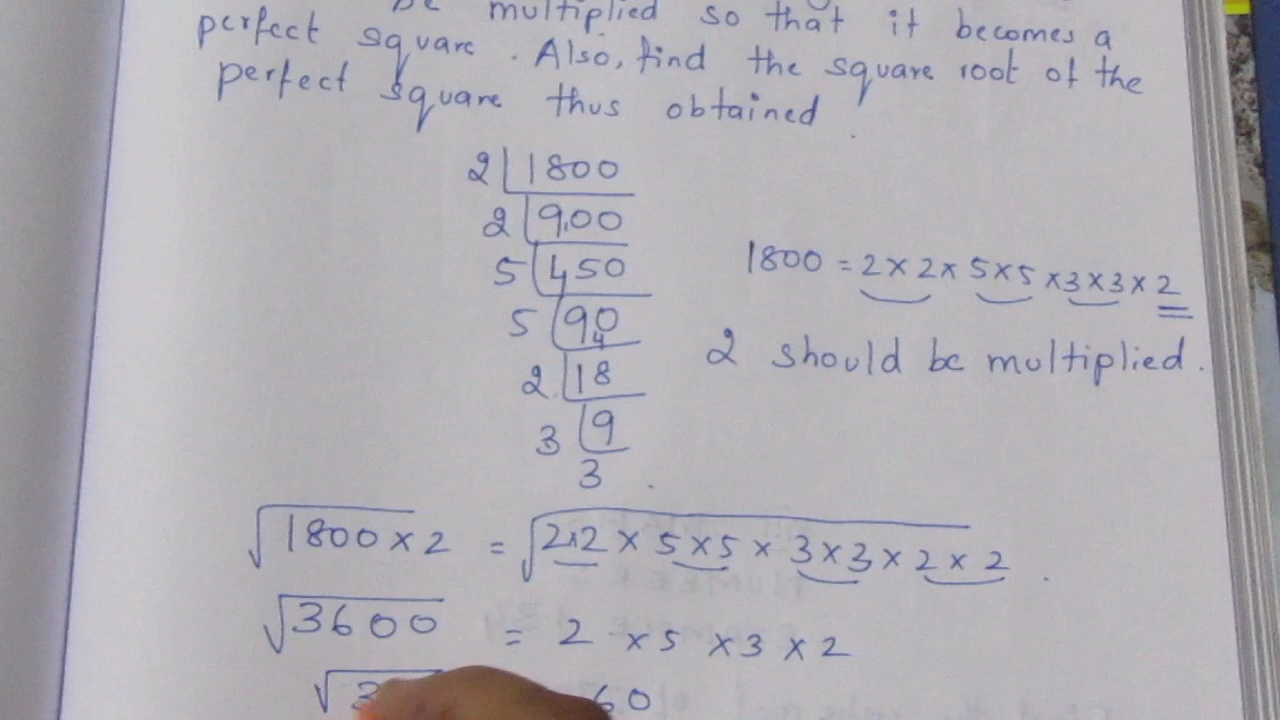 be multiplied so that it becomes a
perfect square. Also, find the square root of the
perfect square thus obtained.
2 | 1800
2 | 900
5 | 450
1800 = 2 × 2 × 5 × 5 × 3 × 3 × 2
5 | 90
2 should be multiplied.
2 | 18
3 | 9
3
√1800 × 2 = √2×2 × 5 × 5 × 3 × 3 × 2 × 2
√3600 = 2 × 5 × 3 × 2
√3 60